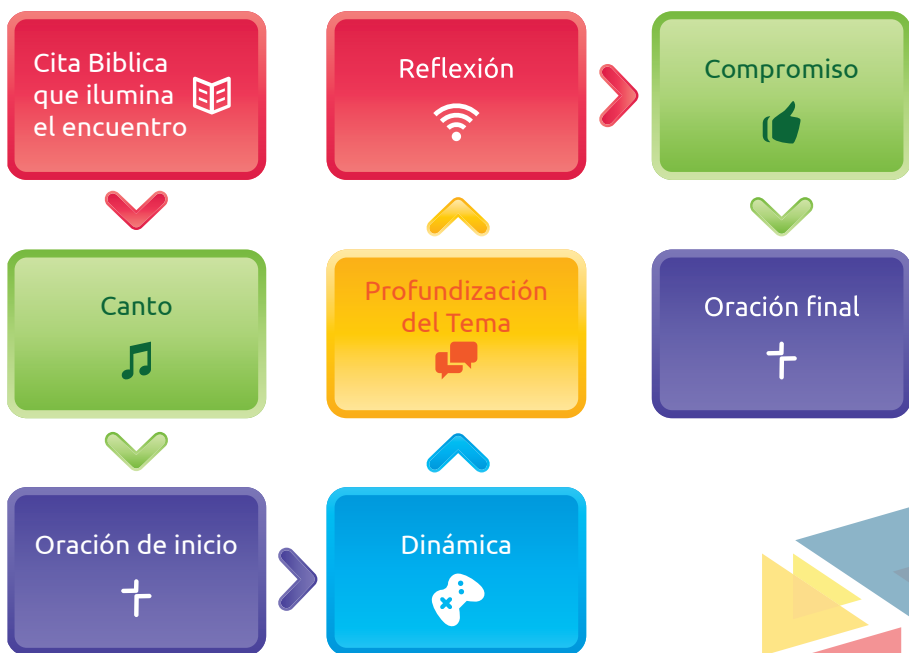 Cita Biblica
que ilumina
el encuentro
Canto
Oración de inicio
Dinámica
Profundización
del Tema
Reflexión
Compromiso
Oración final